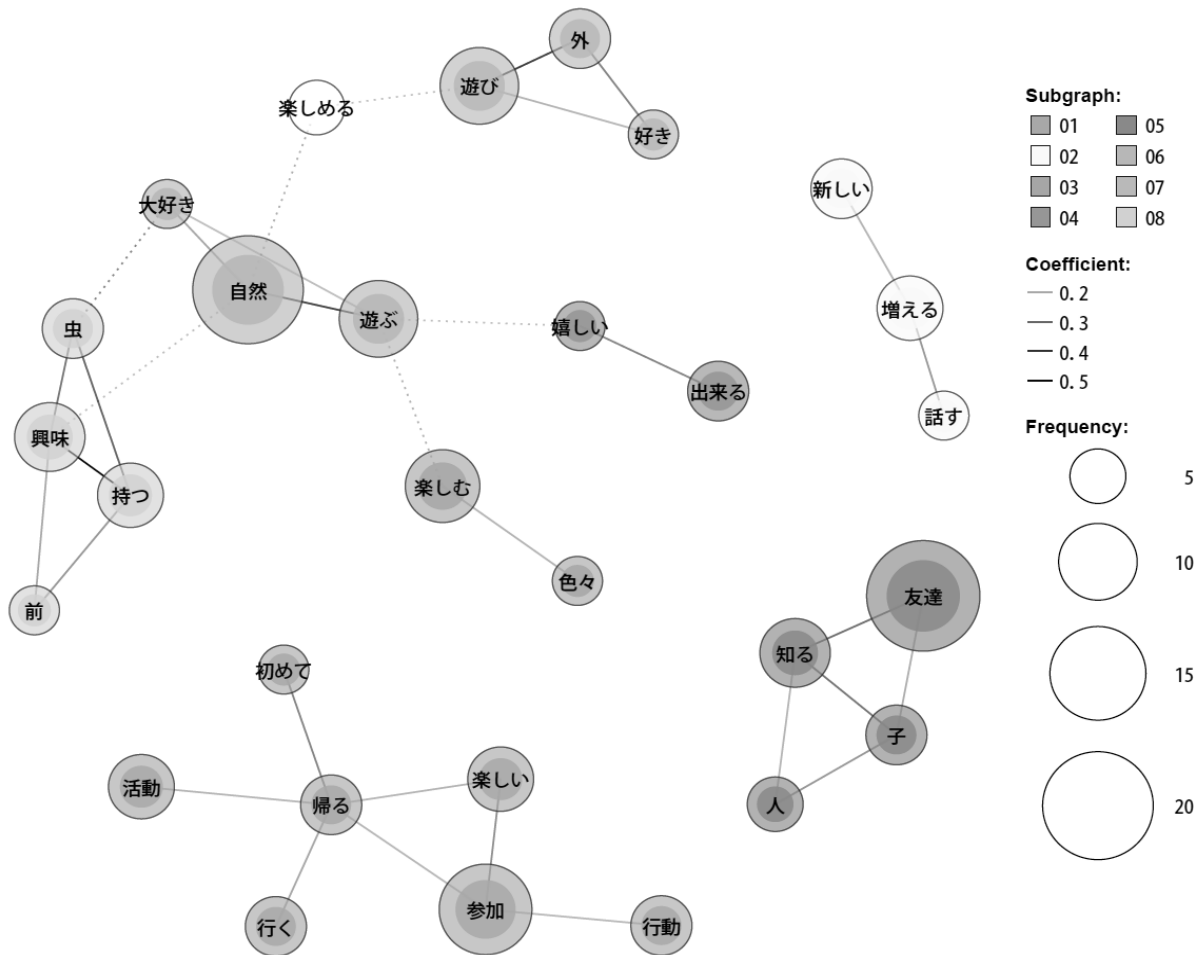 外
遊び
楽しめる
好き
大好き
新しい
自然
遊ぶ
増える
虫
嬉しい
出来る
話す
興味
持つ
楽しむ
色々
前
友達
知る
初めて
子
楽しい
活動
帰る
人
参加
行く
行動
Subgraph:
01 05
02 06
03 07
04 08
Coefficient:
0.2
0.3
0.4
0.5
Frequency:
5
10
15
20